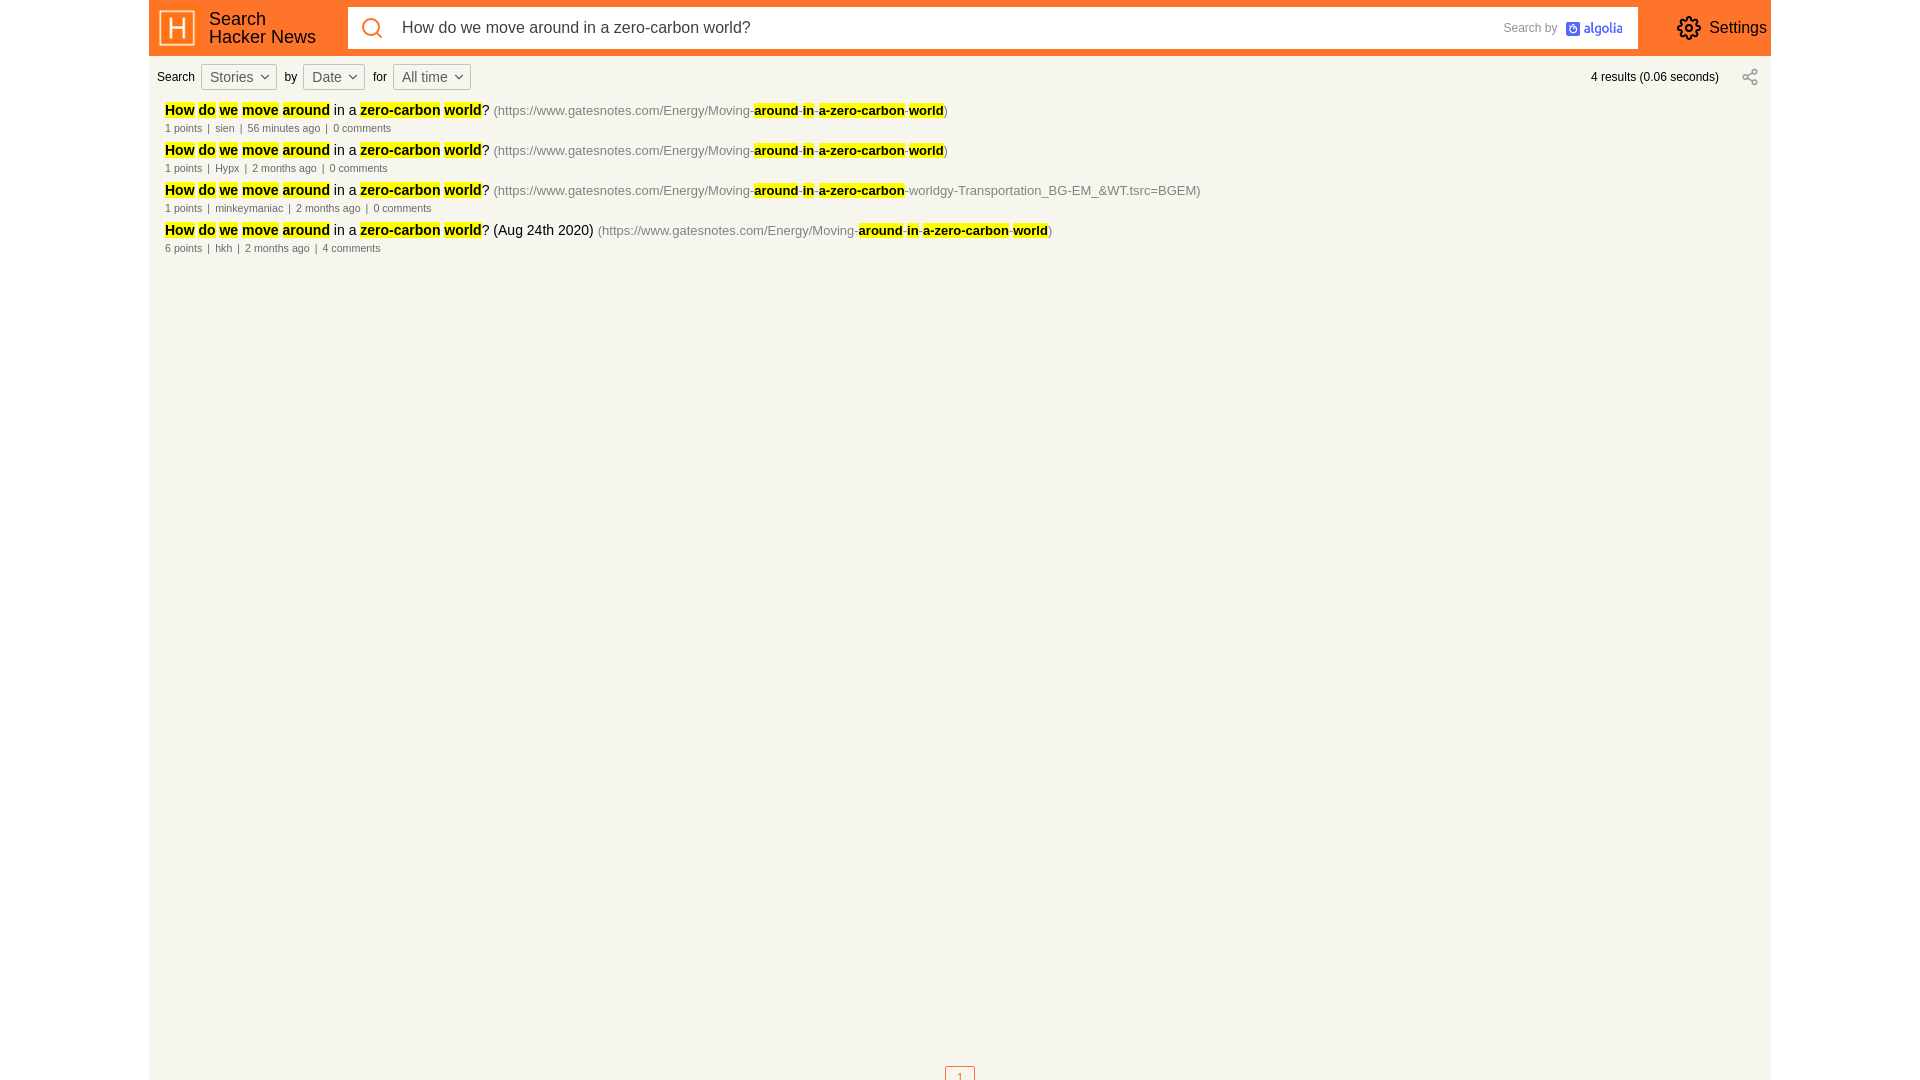 Search
Hacker News
How do we move around in a zero-carbon world?
Search by algolia
Settings
Search Stories by Date for All time
4 results (0.06 seconds)
How do we move around in a zero-carbon world? (https://www.gatesnotes.com/Energy/Moving-around-in-a-zero-carbon-world)
1 points | sien | 56 minutes ago | 0 comments
How do we move around in a zero-carbon world? (https://www.gatesnotes.com/Energy/Moving-around-in-a-zero-carbon-world)
1 points | Hypx | 2 months ago | 0 comments
How do we move around in a zero-carbon world? (https://www.gatesnotes.com/Energy/Moving-around-in-a-zero-carbon-worldgy-Transportation_BG-EM_&WT.tsrc=BGEM)
1 points | minkeymaniac | 2 months ago | 0 comments
How do we move around in a zero-carbon world? (Aug 24th 2020) (https://www.gatesnotes.com/Energy/Moving-around-in-a-zero-carbon-world)
6 points | hkh | 2 months ago | 4 comments
1